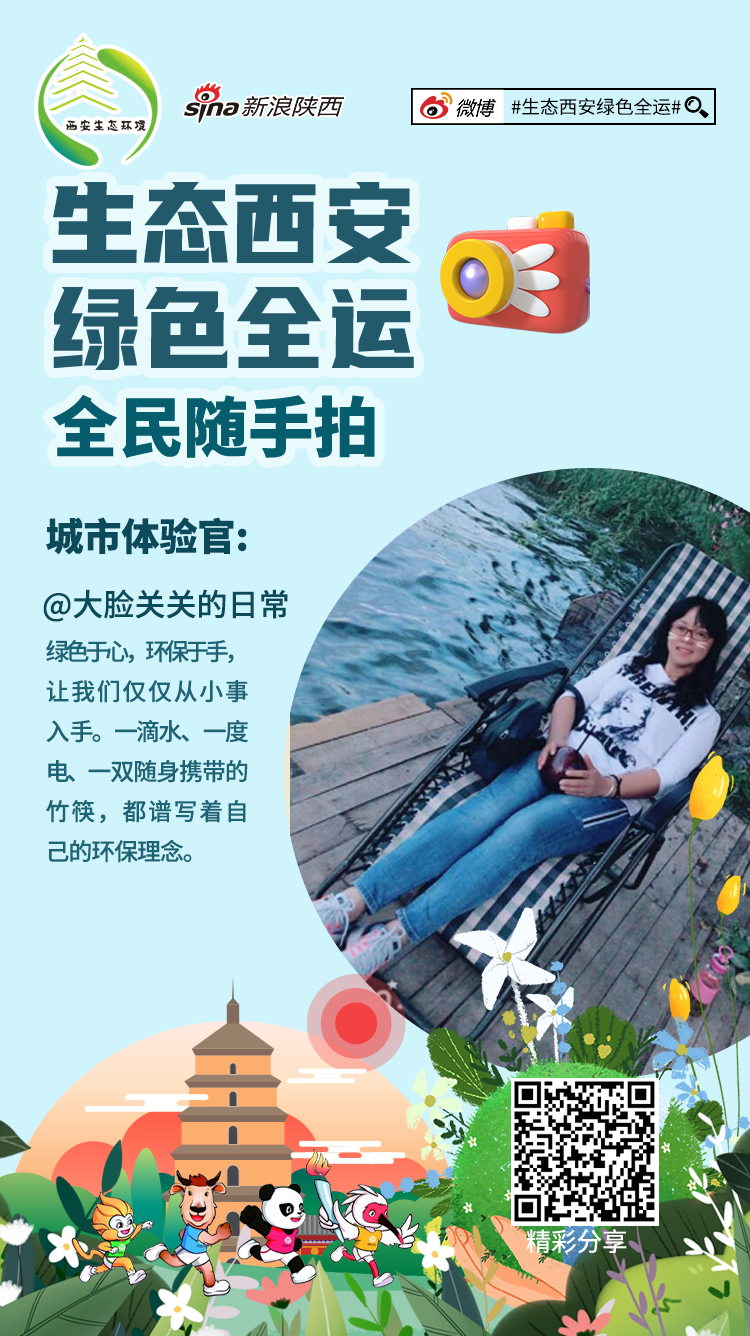 西安生态环境
sina新浪陕西
微博 #生态西安绿色全运#
生态西安
绿色全运
全民随手拍
城市体验官:
@大脸关关的日常
绿色于心，环保于手，
让我们仅仅从小事
入手。一滴水、一度
电、一双随身携带的
竹筷，都谱写着自
己的环保理念。
精彩分享